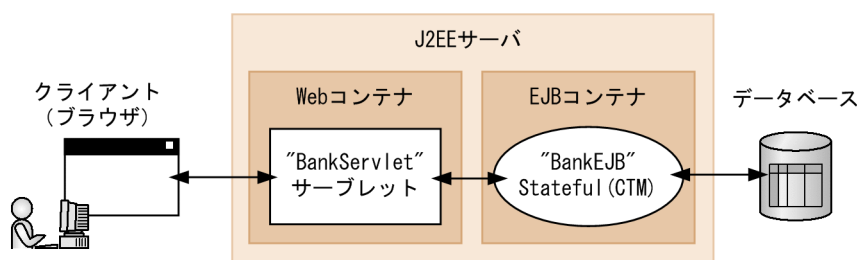 J2EEサーバ
クライアント
（ブラウザ）
Webコンテナ
EJBコンテナ
データベース
"BankServlet"
サーブレット
"BankEJB"
Stateful(CTM)